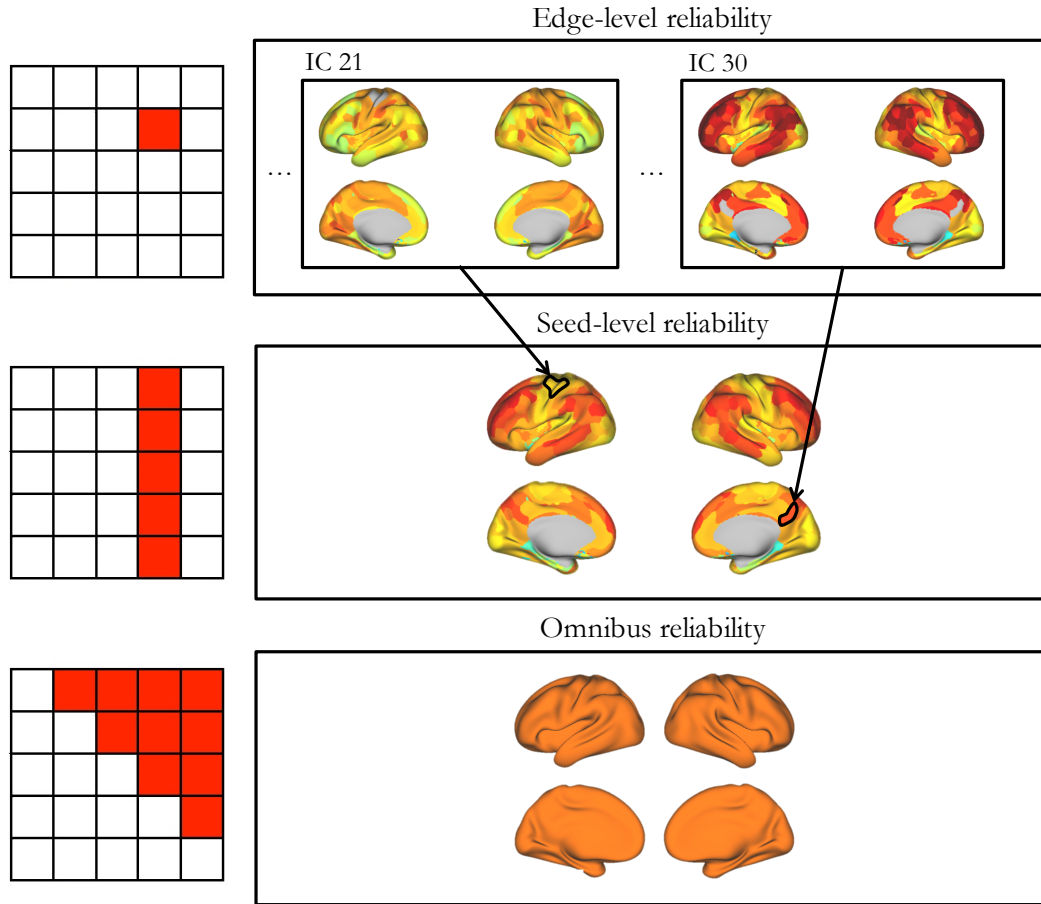 Edge-level reliability
IC 21
IC 30
...
...
Seed-level reliability
Omnibus reliability